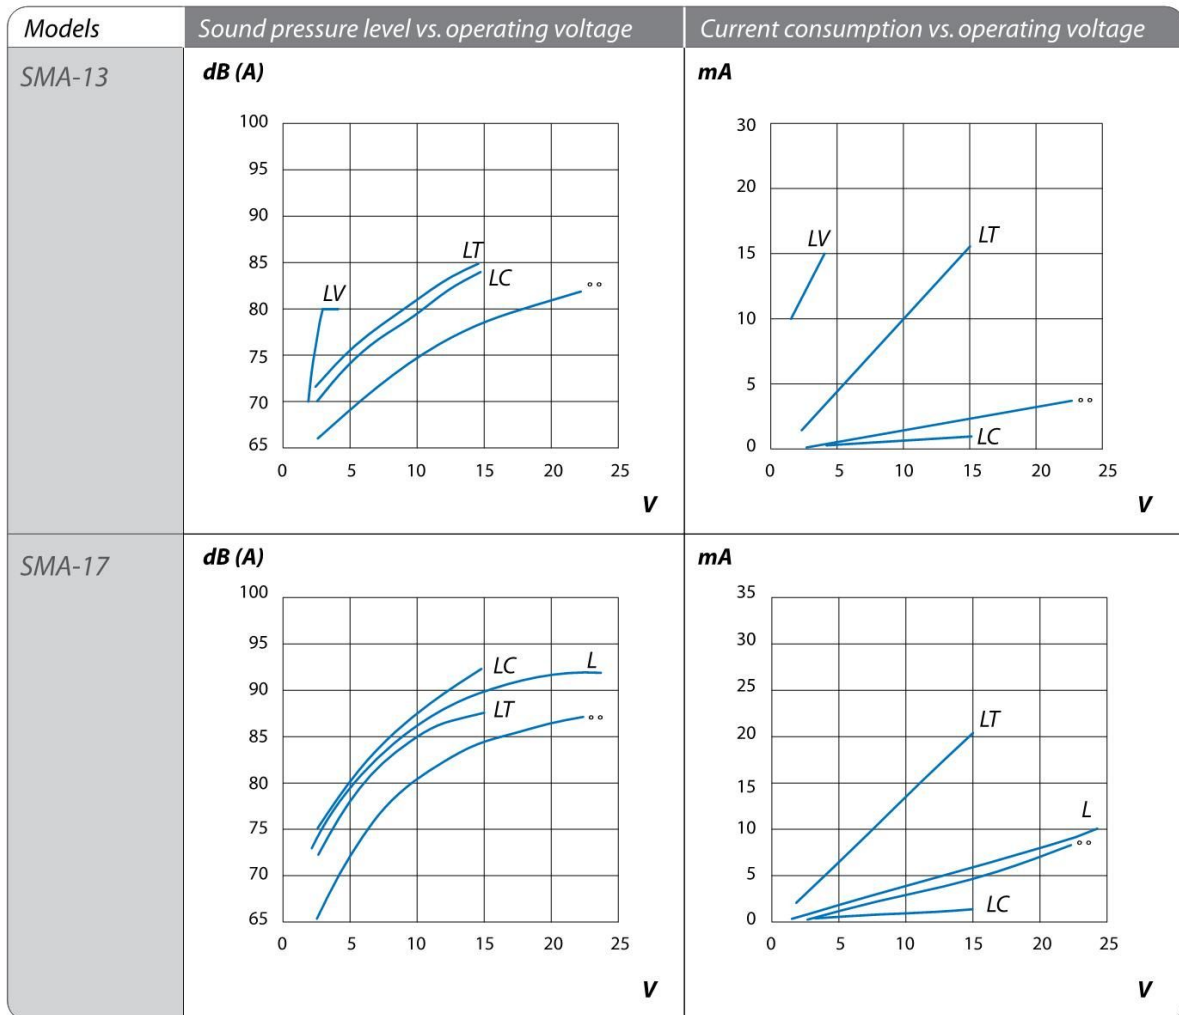 Models Sound pressure level vs. operating voltage Current consumption vs. operating voltage
SMA-13
dB (A)
100
95
90
85
80
75
70
65
LV
LT
LC
°°
0 5 10 15 20 25
V
mA
30
20
15
10
5
0
LV
LT
°°
LC
0 5 10 15 20 25
V
SMA-17
dB (A)
100
95
90
85
80
75
70
65
LC
L
LT
°°
0 5 10 15 20 25
V
mA
35
30
25
20
15
10
5
0
LT
L
°°
LC
0 5 10 15 20 25
V